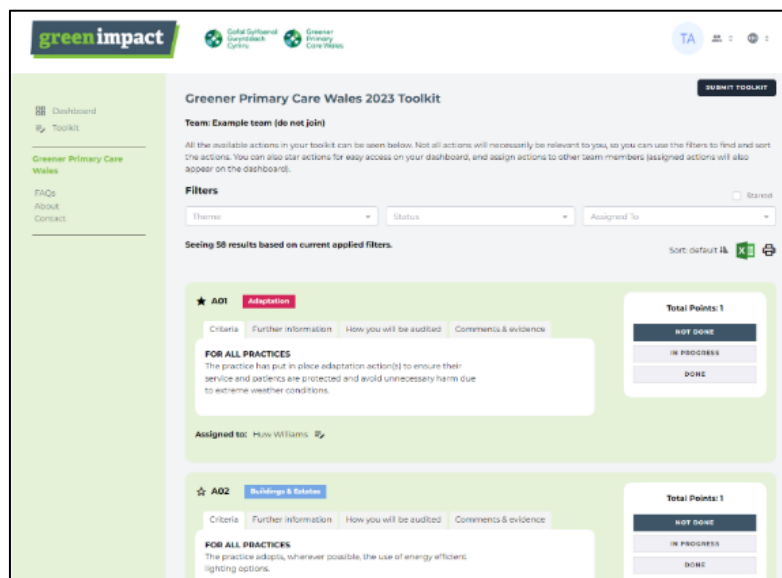 greenimpact
Gofal Sylfaenol
Gwyrddach
Cymru
Greener
Primary
Care Wales
TA
SUBMIT TOOLKIT
Dashboard
Toolkit
Greener Primary Care
Wales
FAQs
About
Contact
Greener Primary Care Wales 2023 Toolkit
Team: Example team (do not join)
All the available actions in your toolkit can be seen below. Not all actions will necessarily be relevant to you, so you can use the filters to find and sort
the actions. You can also star actions for easy access on your dashboard, and assign actions to other team members (assigned actions will also
appear on the dashboard).
Filters
Starred
Theme
Status
Assigned To
Seeing 58 results based on current applied filters.
Sort: default
A01
Adaptation
Total Points: 1
Criteria
Further information
How you will be audited
Comments & evidence
NOT DONE
IN PROGRESS
DONE
FOR ALL PRACTICES
The practice has put in place adaptation action(s) to ensure their
service and patients are protected and avoid unnecessary harm due
to extreme weather conditions.
Assigned to: Huw Williams
A02
Buildings & Estates
Total Points: 1
Criteria
Further information
How you will be audited
Comments & evidence
NOT DONE
IN PROGRESS
DONE
FOR ALL PRACTICES
The practice adopts, wherever possible, the use of energy efficient
lighting options.